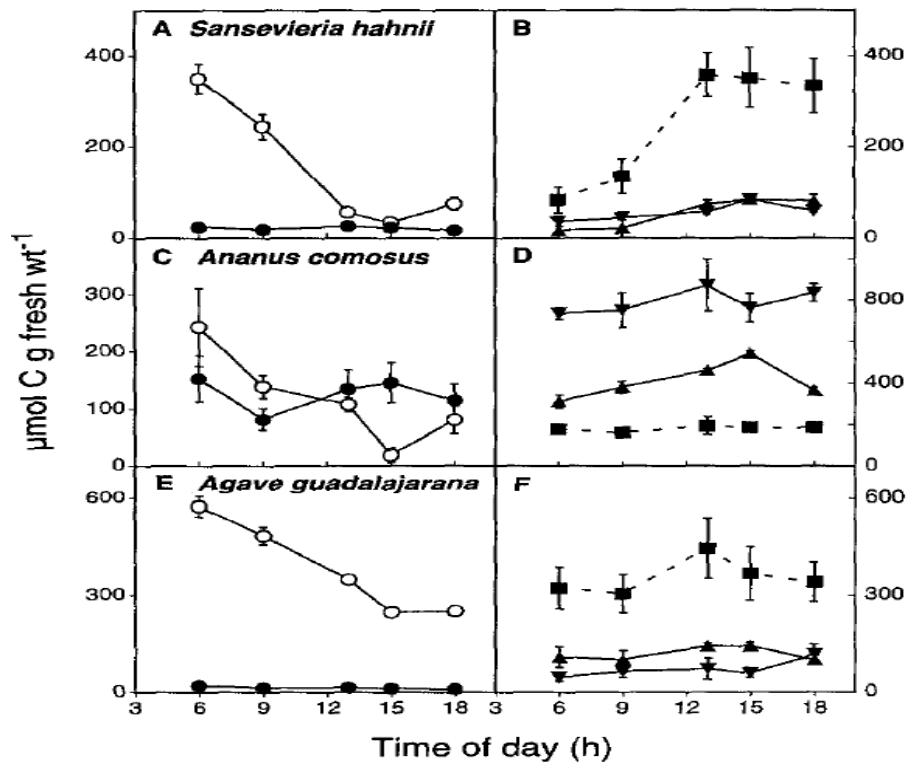 A Sansevieria hahnii
B
400
200
0
400
200
0
C Ananus comosus
D
300
200
100
0
800
400
0
E Agave guadalajarana
F
600
300
0
600
300
0
3 6 9 12 15 18
3 6 9 12 15 18
Time of day (h)
µmol C g fresh wt-1